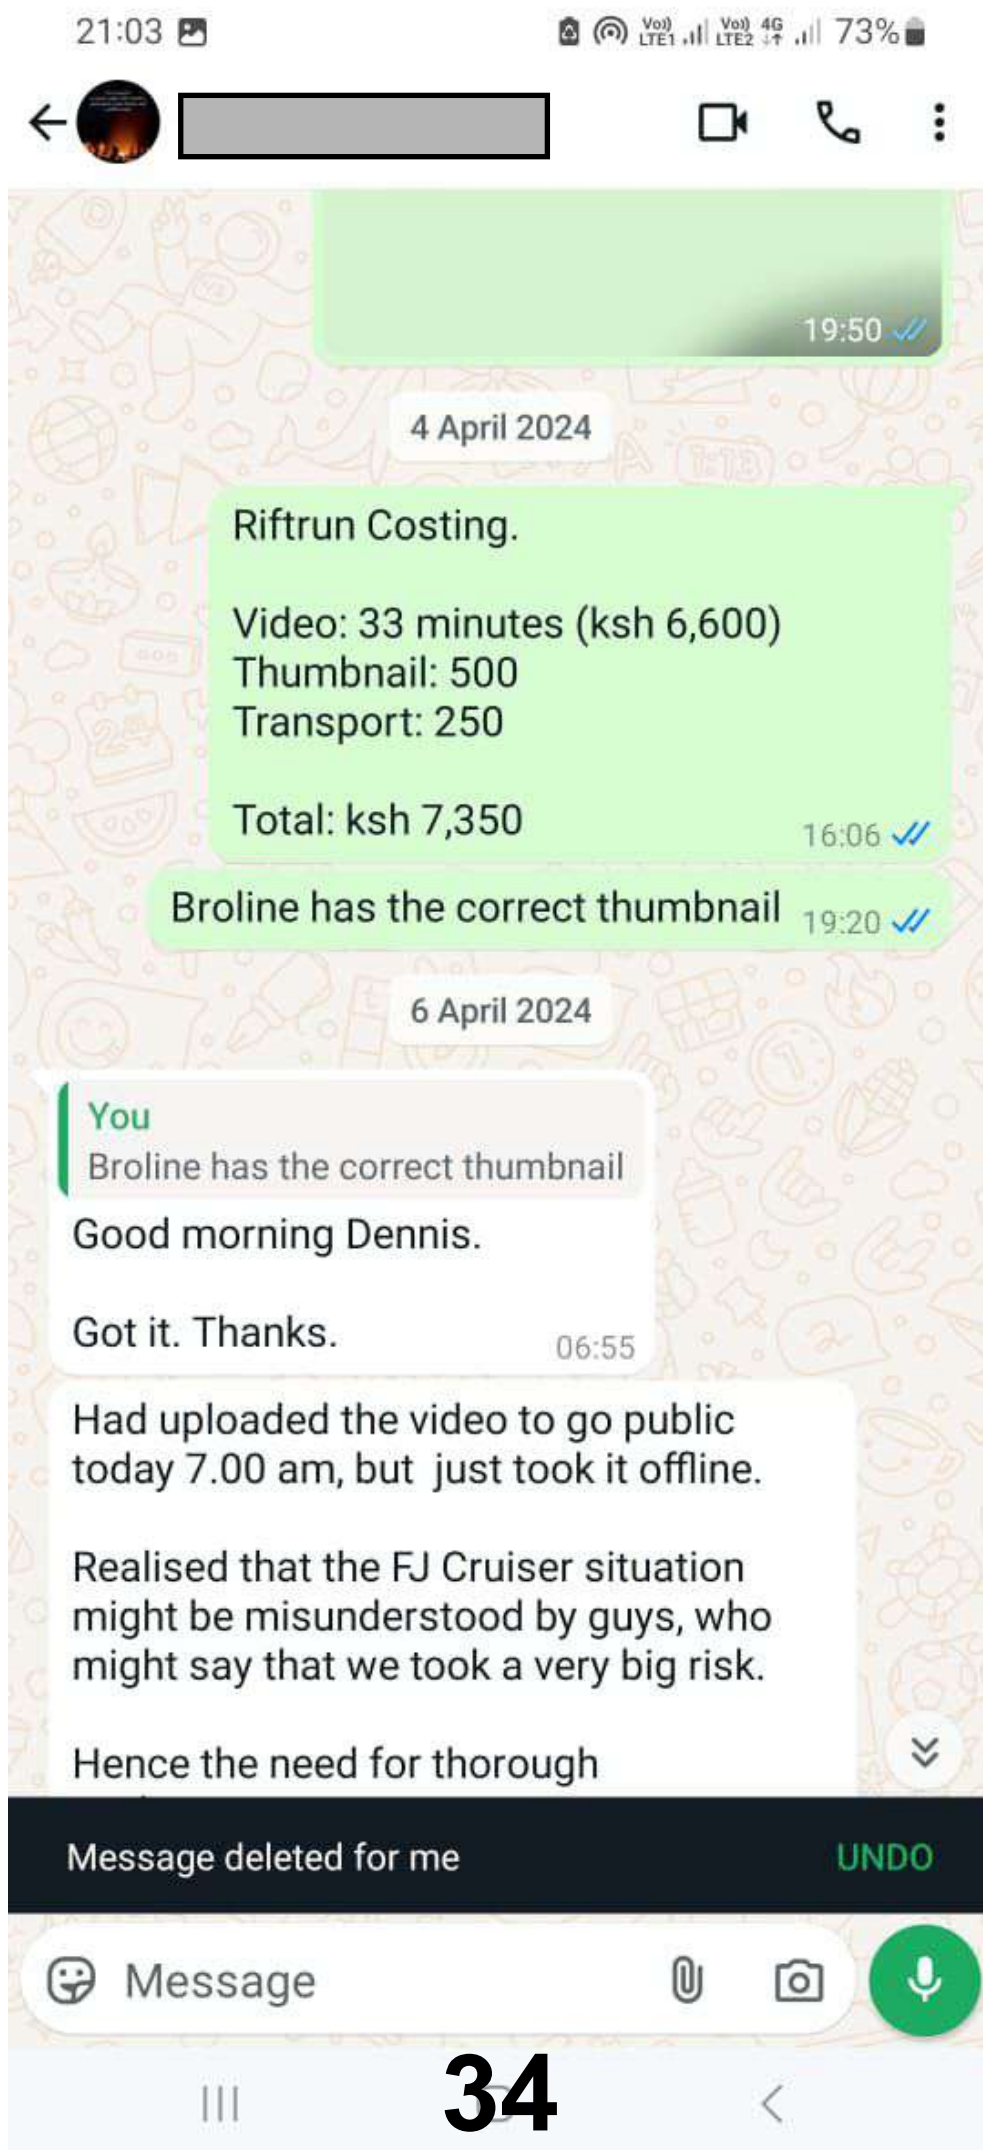 21:03
Vo)) LTE1 Vo)) LTE2 4G 73%
19:50
4 April 2024
Riftrun Costing.
Video: 33 minutes (ksh 6,600)
Thumbnail: 500
Transport: 250
Total: ksh 7,350
16:06
Broline has the correct thumbnail 19:20
6 April 2024
You
Broline has the correct thumbnail
Good morning Dennis.
Got it. Thanks.
06:55
Had uploaded the video to go public
today 7.00 am, but  just took it offline.
Realised that the FJ Cruiser situation
might be misunderstood by guys, who
might say that we took a very big risk.
Hence the need for thorough
Message deleted for me UNDO
Message
34